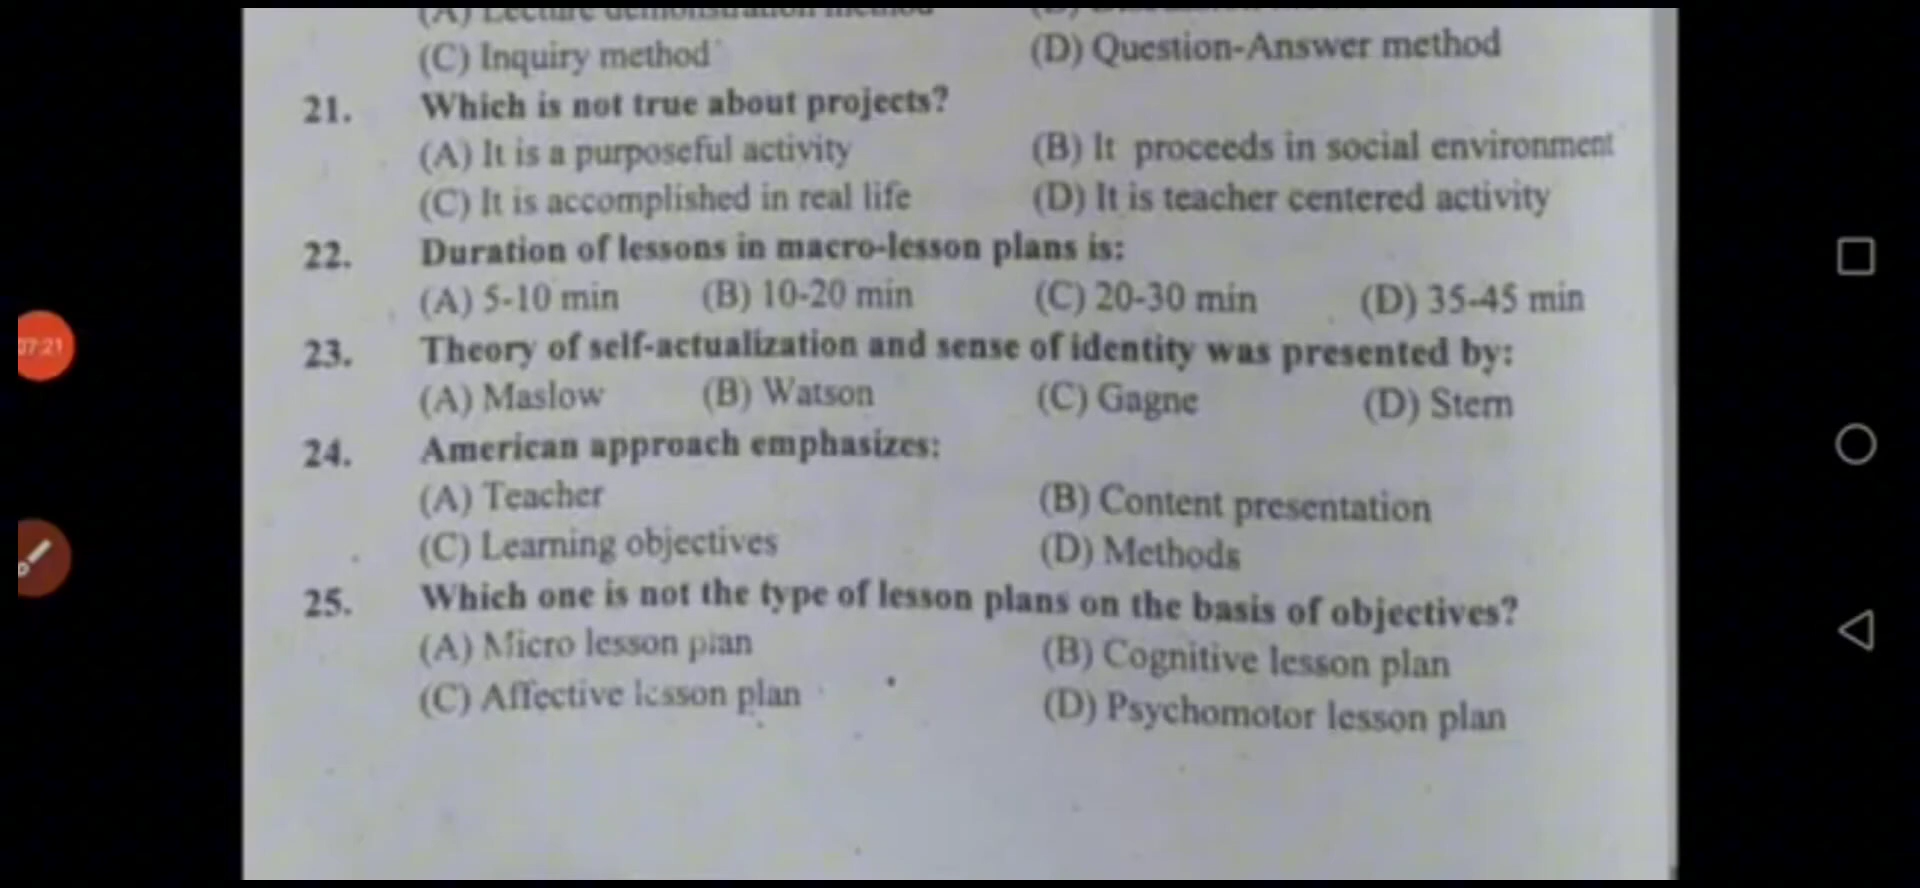 (A) Lecture demonstration method
(C) Inquiry method (D) Question-Answer method
21. Which is not true about projects?
(A) It is a purposeful activity (B) It proceeds in social environment
(C) It is accomplished in real life (D) It is teacher centered activity
22. Duration of lessons in macro-lesson plans is:
(A) 5-10 min (B) 10-20 min (C) 20-30 min (D) 35-45 min
23. Theory of self-actualization and sense of identity was presented by:
(A) Maslow (B) Watson (C) Gagne (D) Stern
24. American approach emphasizes:
(A) Teacher (B) Content presentation
(C) Learning objectives (D) Methods
25. Which one is not the type of lesson plans on the basis of objectives?
(A) Micro lesson plan (B) Cognitive lesson plan
(C) Affective lesson plan (D) Psychomotor lesson plan
07:21